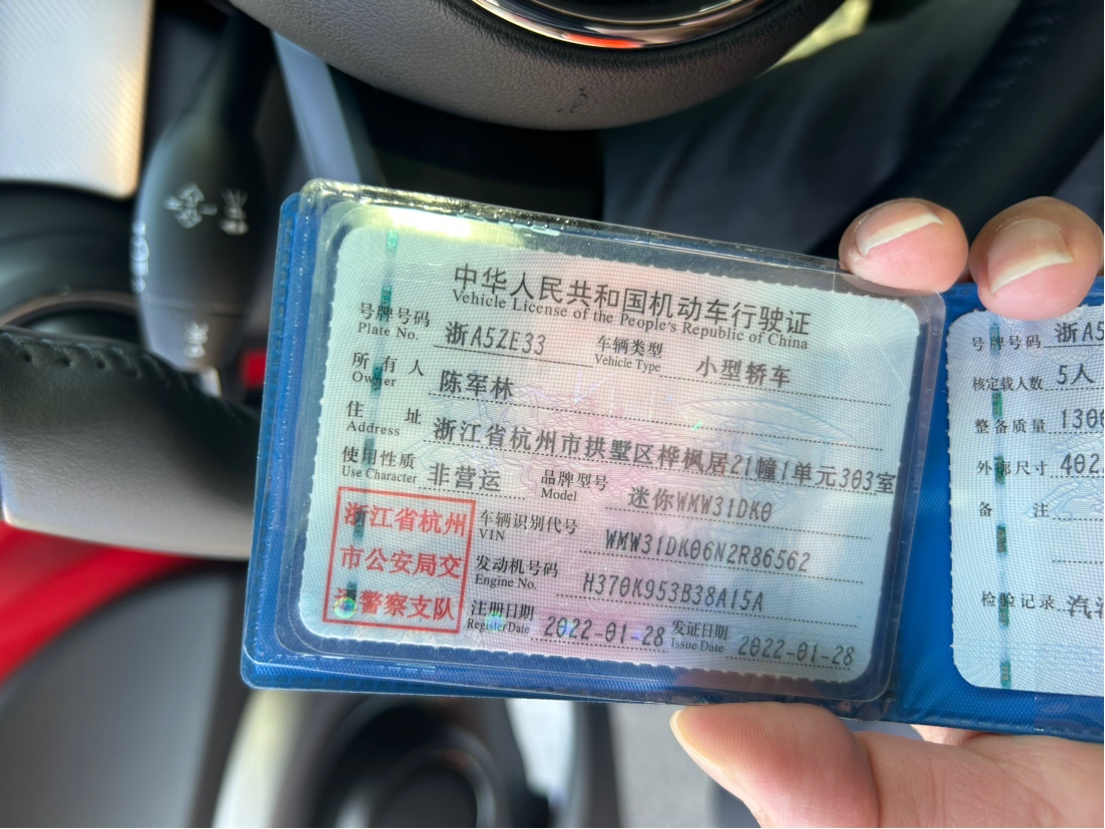 中华人民共和国机动车行驶证
Vehicle License of the People's Republic of China
号牌号码 浙A5ZE33 车辆类型 小型轿车
Plate No. Vehicle Type
所有人 陈军林
Owner
住址 浙江省杭州市拱墅区桦枫居21幢1单元303室
Address
使用性质 非营运 品牌型号 迷你WMW31DK0
Use Character Model
浙江省杭州
市公安局交
通警察支队
车辆识别代号 WMW31DK06N2R86562
VIN
发动机号码 H370K953B38A15A
Engine No.
注册日期 2022-01-28 发证日期 2022-01-28
Register Date Issue Date
号牌号码 浙A5
核定载人数 5人
整备质量 130
外部尺寸 402
备注
检验记录 汽